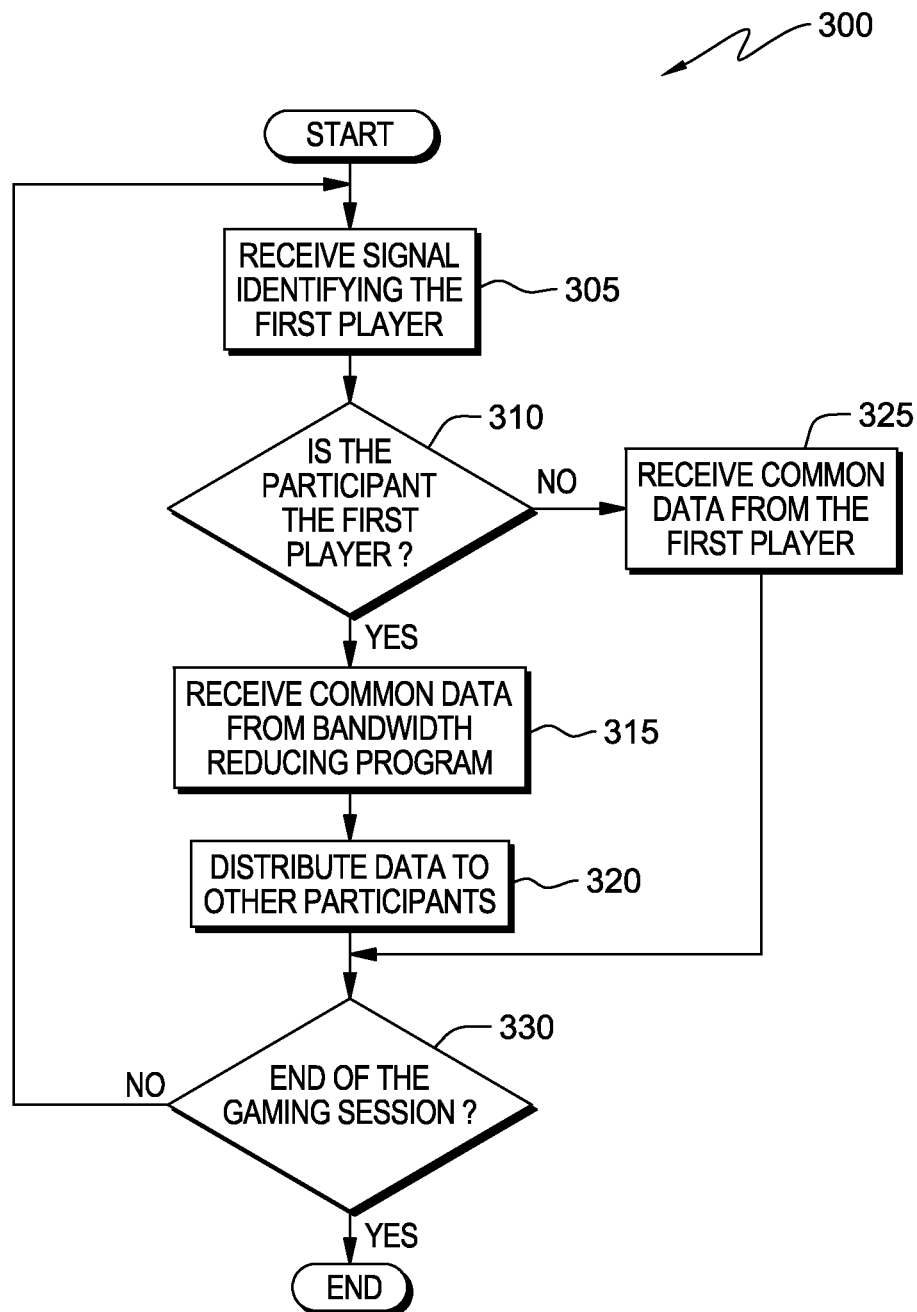 300
START
RECEIVE SIGNAL
IDENTIFYING THE
FIRST PLAYER
305
310
IS THE
PARTICIPANT
THE FIRST
PLAYER ?
NO
325
RECEIVE COMMON
DATA FROM THE
FIRST PLAYER
YES
RECEIVE COMMON DATA
FROM BANDWIDTH
REDUCING PROGRAM
315
DISTRIBUTE DATA TO
OTHER PARTICIPANTS
320
330
NO
END OF THE
GAMING SESSION ?
YES
END